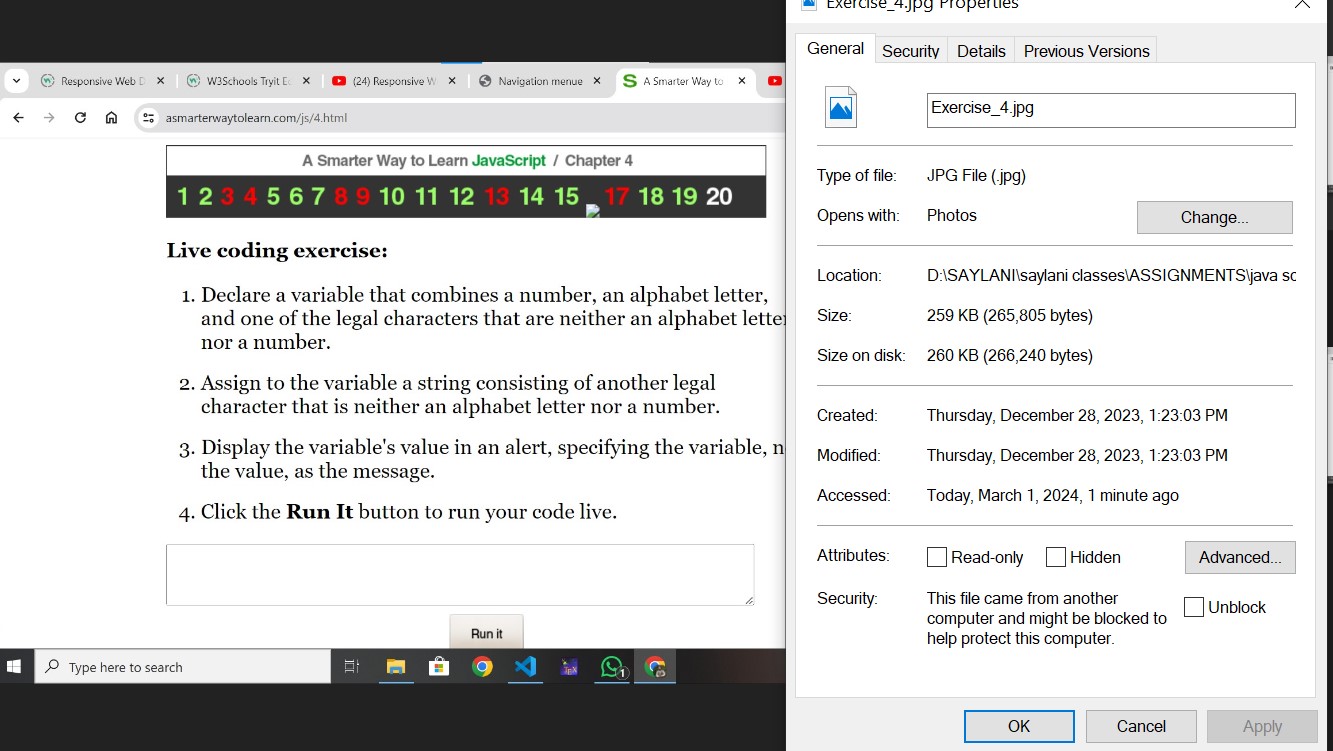 Responsive Web D
W3Schools Tryit Ec
(24) Responsive W
Navigation menue
A Smarter Way to
asmarterwaytolearn.com/js/4.html
A Smarter Way to Learn JavaScript / Chapter 4
1 2 3 4 5 6 7 8 9 10 11 12 13 14 15 17 18 19 20
Live coding exercise:
1. Declare a variable that combines a number, an alphabet letter,
and one of the legal characters that are neither an alphabet letter
nor a number.
2. Assign to the variable a string consisting of another legal
character that is neither an alphabet letter nor a number.
3. Display the variable's value in an alert, specifying the variable, n
the value, as the message.
4. Click the Run It button to run your code live.
Run it
Type here to search
1
Exercise_4.jpg Properties
General
Security
Details
Previous Versions
Exercise_4.jpg
Type of file: JPG File (.jpg)
Opens with: Photos
Change...
Location: D:\SAYLANI\saylani classes\ASSIGNMENTS\java sc
Size: 259 KB (265,805 bytes)
Size on disk: 260 KB (266,240 bytes)
Created: Thursday, December 28, 2023, 1:23:03 PM
Modified: Thursday, December 28, 2023, 1:23:03 PM
Accessed: Today, March 1, 2024, 1 minute ago
Attributes: Read-only Hidden Advanced...
Security: This file came from another
computer and might be blocked to
help protect this computer.
Unblock
OK Cancel Apply